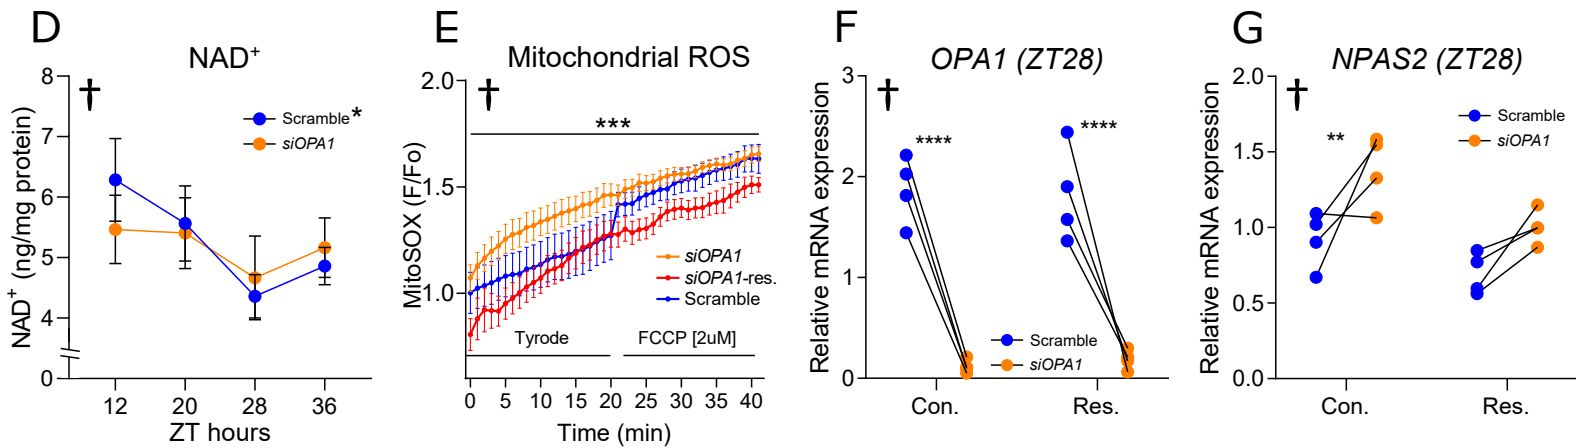 D
NAD+
†
NAD+ (ng/mg protein)
8
7
6
5
4
0
Scramble*
siOPA1
12 20 28 36
ZT hours
E
Mitochondrial ROS
†
MitoSOX (F/Fo)
2.0
1.5
1.0
***
siOPA1
siOPA1-res.
Scramble
Tyrode FCCP [2uM]
0 5 10 15 20 25 30 35 40
Time (min)
F
OPA1 (ZT28)
†
Relative mRNA expression
3
2
1
0
**** ****
Scramble
siOPA1
Con. Res.
G
NPAS2 (ZT28)
†
Relative mRNA expression
2.0
1.5
1.0
0.5
0.0
**
Scramble
siOPA1
Con. Res.